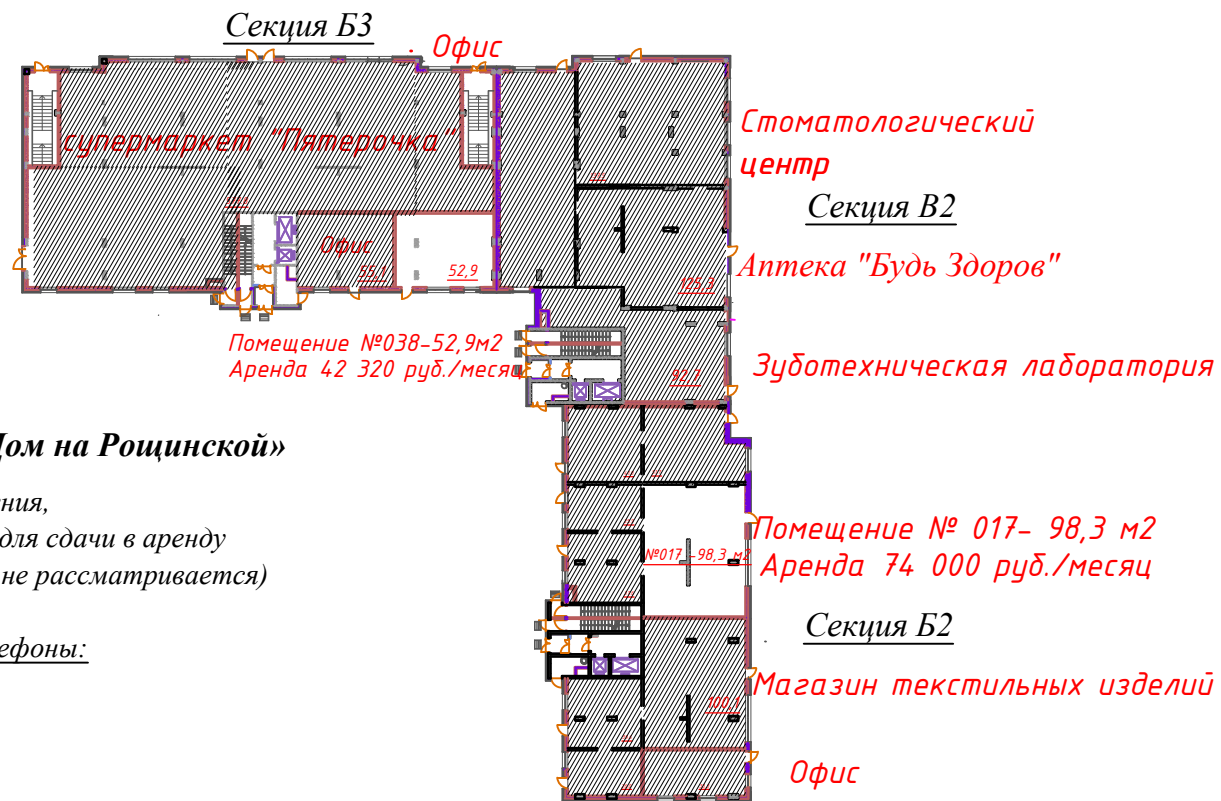 Секция Б3
Офис
супермаркет "Пятерочка"
Стоматологический
центр
Секция В2
Офис
55,1
52,9
Аптека "Будь Здоров"
125,3
Помещение №038-52,9м2
Аренда 42 320 руб./месяц
Зуботехническая лаборатория
92,7
Дом на Рощинской»
ения,
для сдачи в аренду
не рассматривается)
ефоны:
Помещение № 017- 98,3 м2
№017 -98,3 м2
Аренда 74 000 руб./месяц
Секция Б2
Магазин текстильных изделий
100,1
Офис